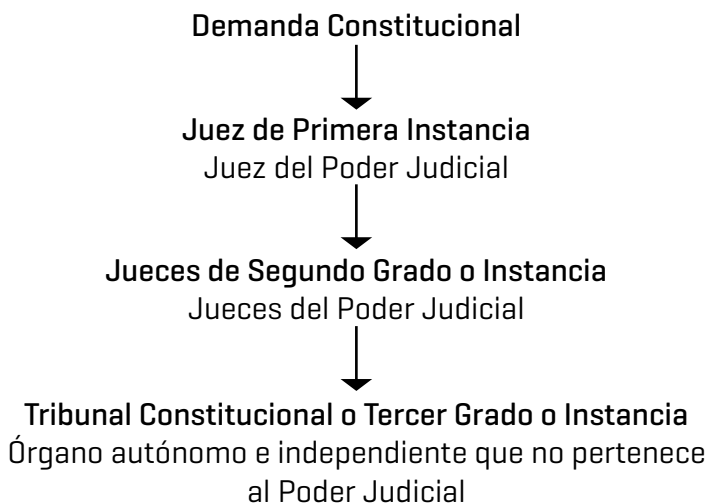 Demanda Constitucional
Juez de Primera Instancia
Juez del Poder Judicial
Jueces de Segundo Grado o Instancia
Jueces del Poder Judicial
Tribunal Constitucional o Tercer Grado o Instancia
Órgano autónomo e independiente que no pertenece
al Poder Judicial